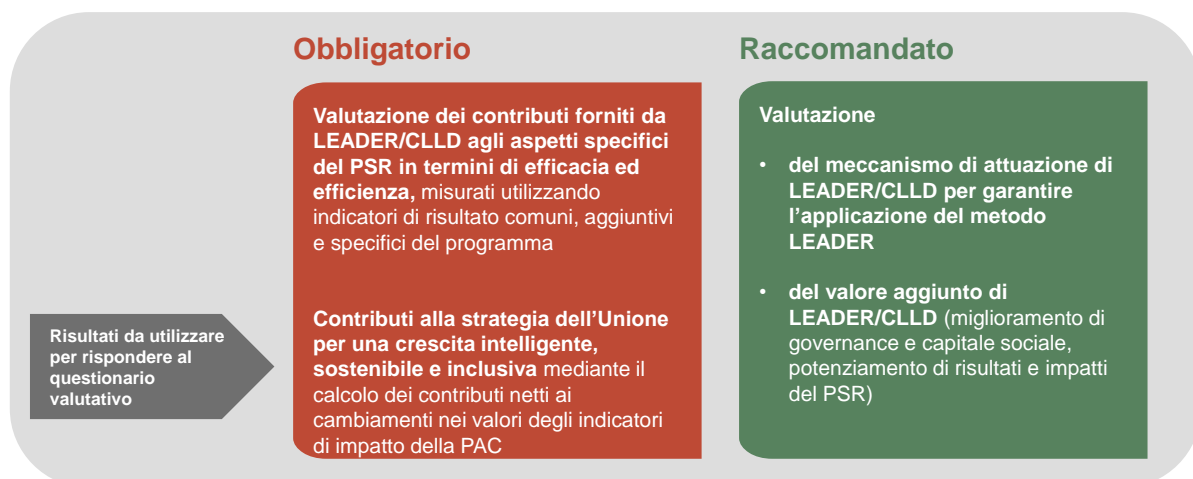 Obbligatorio
Valutazione dei contributi forniti da
LEADER/CLLD agli aspetti specifici
del PSR in termini di efficacia ed
efficienza, misurati utilizzando
indicatori di risultato comuni, aggiuntivi
e specifici del programma
Contributi alla strategia dell'Unione
per una crescita intelligente,
sostenibile e inclusiva mediante il
calcolo dei contributi netti ai
cambiamenti nei valori degli indicatori
di impatto della PAC
Raccomandato
Valutazione
• del meccanismo di attuazione di
LEADER/CLLD per garantire
l'applicazione del metodo
LEADER
• del valore aggiunto di
LEADER/CLLD (miglioramento di
governance e capitale sociale,
potenziamento di risultati e impatti
del PSR)
Risultati da utilizzare
per rispondere al
questionario
valutativo